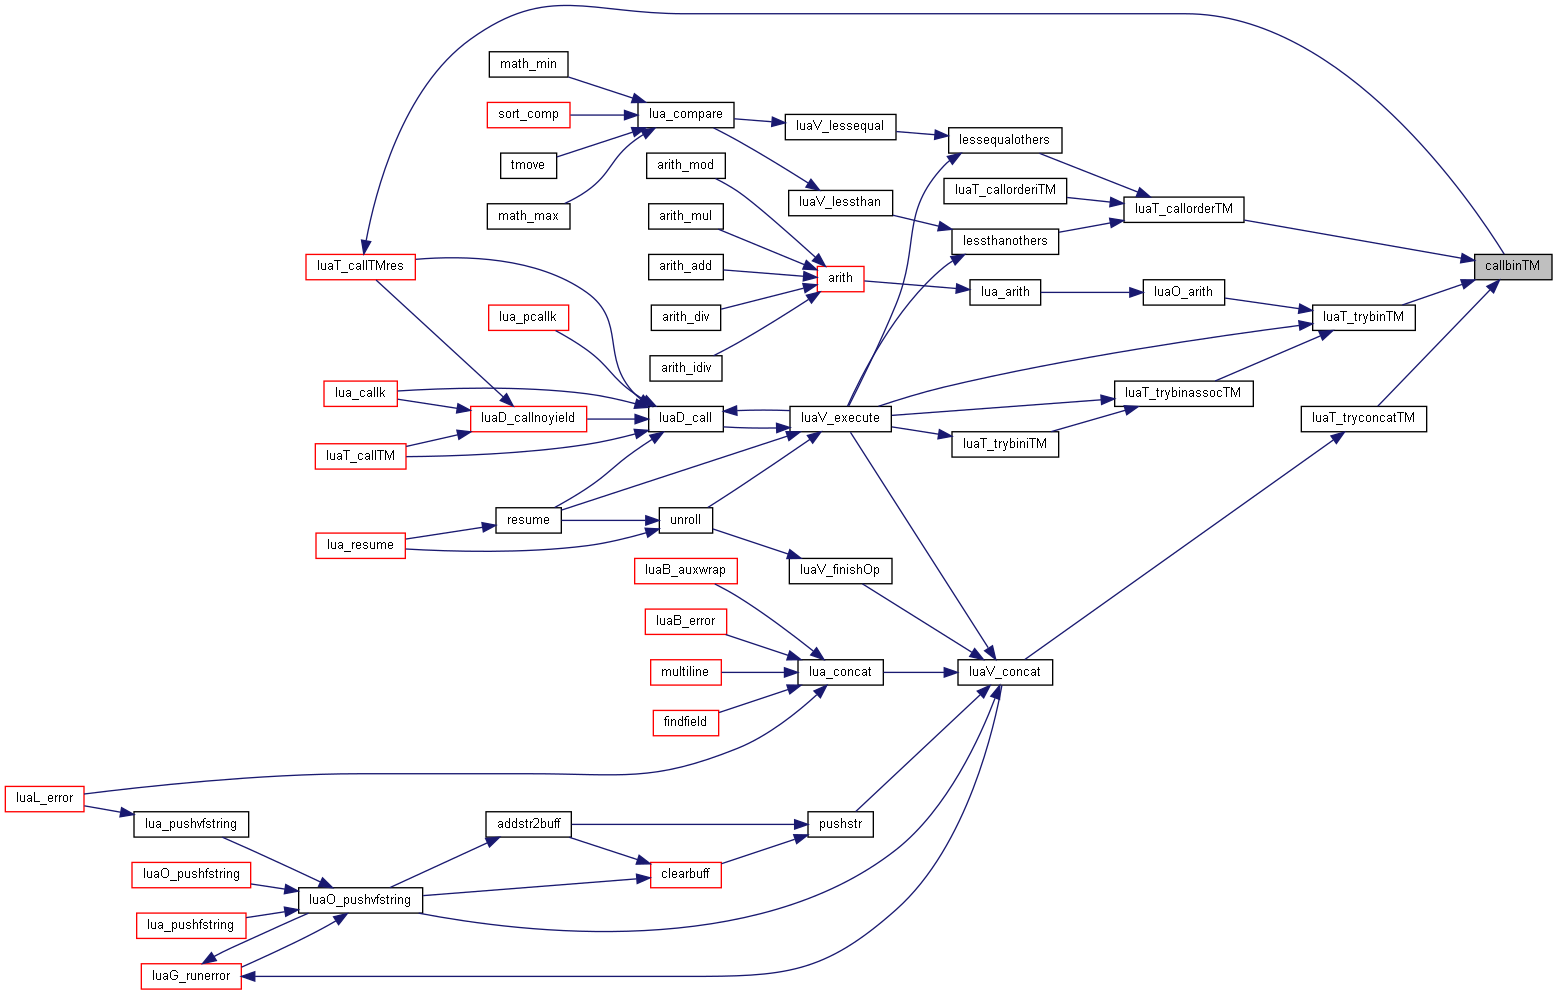 math_min
sort_comp
lua_compare
luaV_lessequal
lessequalothers
tmove
arith_mod
luaT_callorderiTM
luaV_lessthan
luaT_callorderTM
math_max
arith_mul
lessthanothers
luaT_callTMres
arith_add
arith
callbinTM
lua_arith
luaO_arith
lua_pcallk
arith_div
luaT_trybinTM
arith_idiv
lua_callk
luaT_trybinassocTM
luaD_callnoyield
luaD_call
luaV_execute
luaT_tryconcatTM
luaT_trybiniTM
luaT_callTM
resume
unroll
lua_resume
luaB_auxwrap
luaV_finishOp
luaB_error
multiline
lua_concat
luaV_concat
findfield
luaL_error
lua_pushvfstring
addstr2buff
pushstr
luaO_pushfstring
clearbuff
luaO_pushvfstring
lua_pushfstring
luaG_runerror